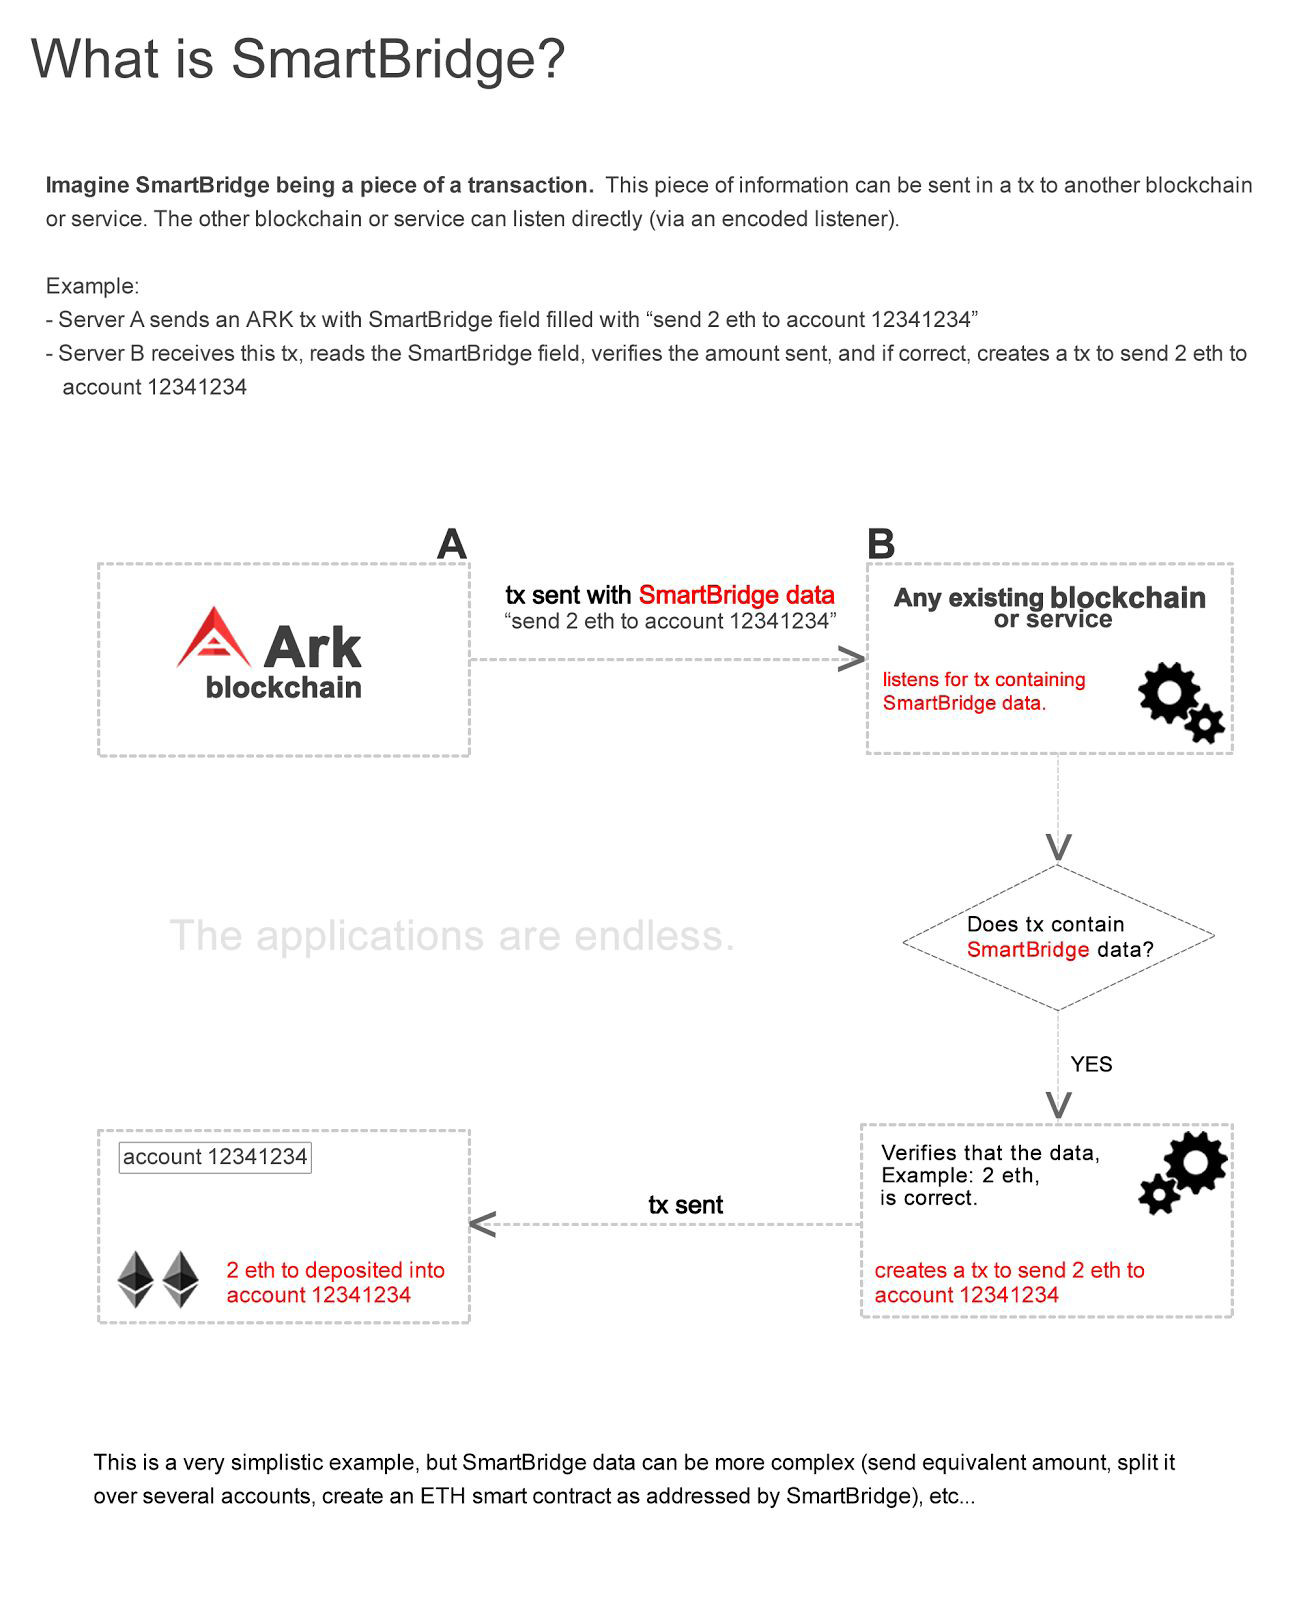 What is SmartBridge?
Imagine SmartBridge being a piece of a transaction. This piece of information can be sent in a tx to another blockchain
or service. The other blockchain or service can listen directly (via an encoded listener).
Example:
- Server A sends an ARK tx with SmartBridge field filled with “send 2 eth to account 12341234”
- Server B receives this tx, reads the SmartBridge field, verifies the amount sent, and if correct, creates a tx to send 2 eth to
account 12341234
A
Ark
blockchain
tx sent with SmartBridge data
“send 2 eth to account 12341234”
B
Any existing blockchain
or service
listens for tx containing
SmartBridge data.
Does tx contain
SmartBridge data?
The applications are endless.
YES
Verifies that the data,
Example: 2 eth,
is correct.
creates a tx to send 2 eth to
account 12341234
tx sent
account 12341234
2 eth to deposited into
account 12341234
This is a very simplistic example, but SmartBridge data can be more complex (send equivalent amount, split it
over several accounts, create an ETH smart contract as addressed by SmartBridge), etc...